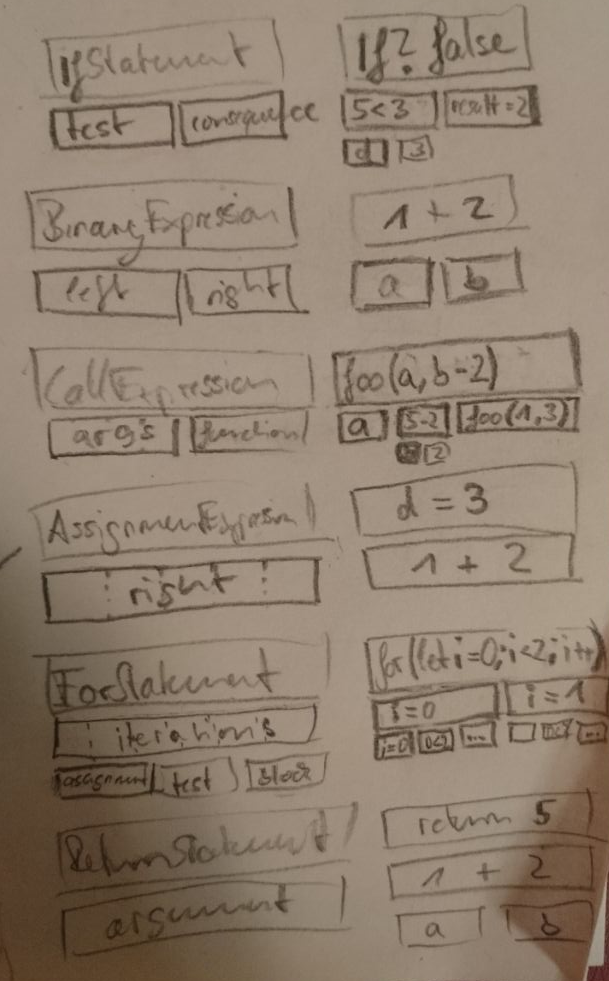 IfStatement If? false
test consequence 5<3 result=2
d 3
BinaryExpression 1 + 2
left right a b
CallExpression foo(a, b-2)
args function a 5-2 foo(1,3)
2
AssignmentExpression d = 3
right 1 + 2
ForStatement for(let i=0; i<2; i++)
iterations i=0 i=1
assignment test block i=0 0<2 ... ...
ReturnStatement return 5
argument 1 + 2
a b